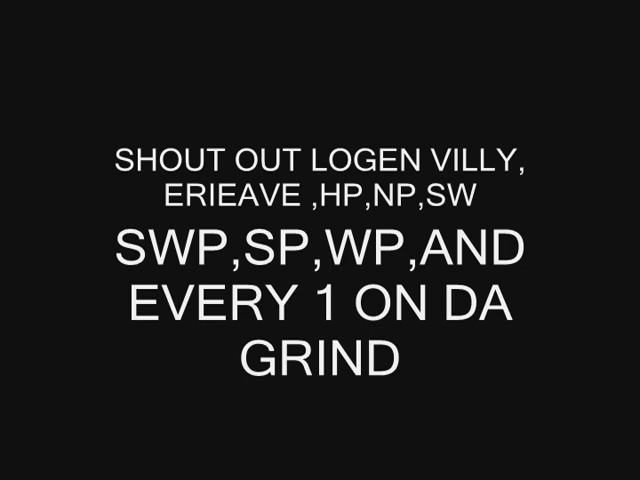 SHOUT OUT LOGEN VILLY,
ERIEAVE ,HP,NP,SW
SWP,SP,WP,AND
EVERY 1 ON DA
GRIND